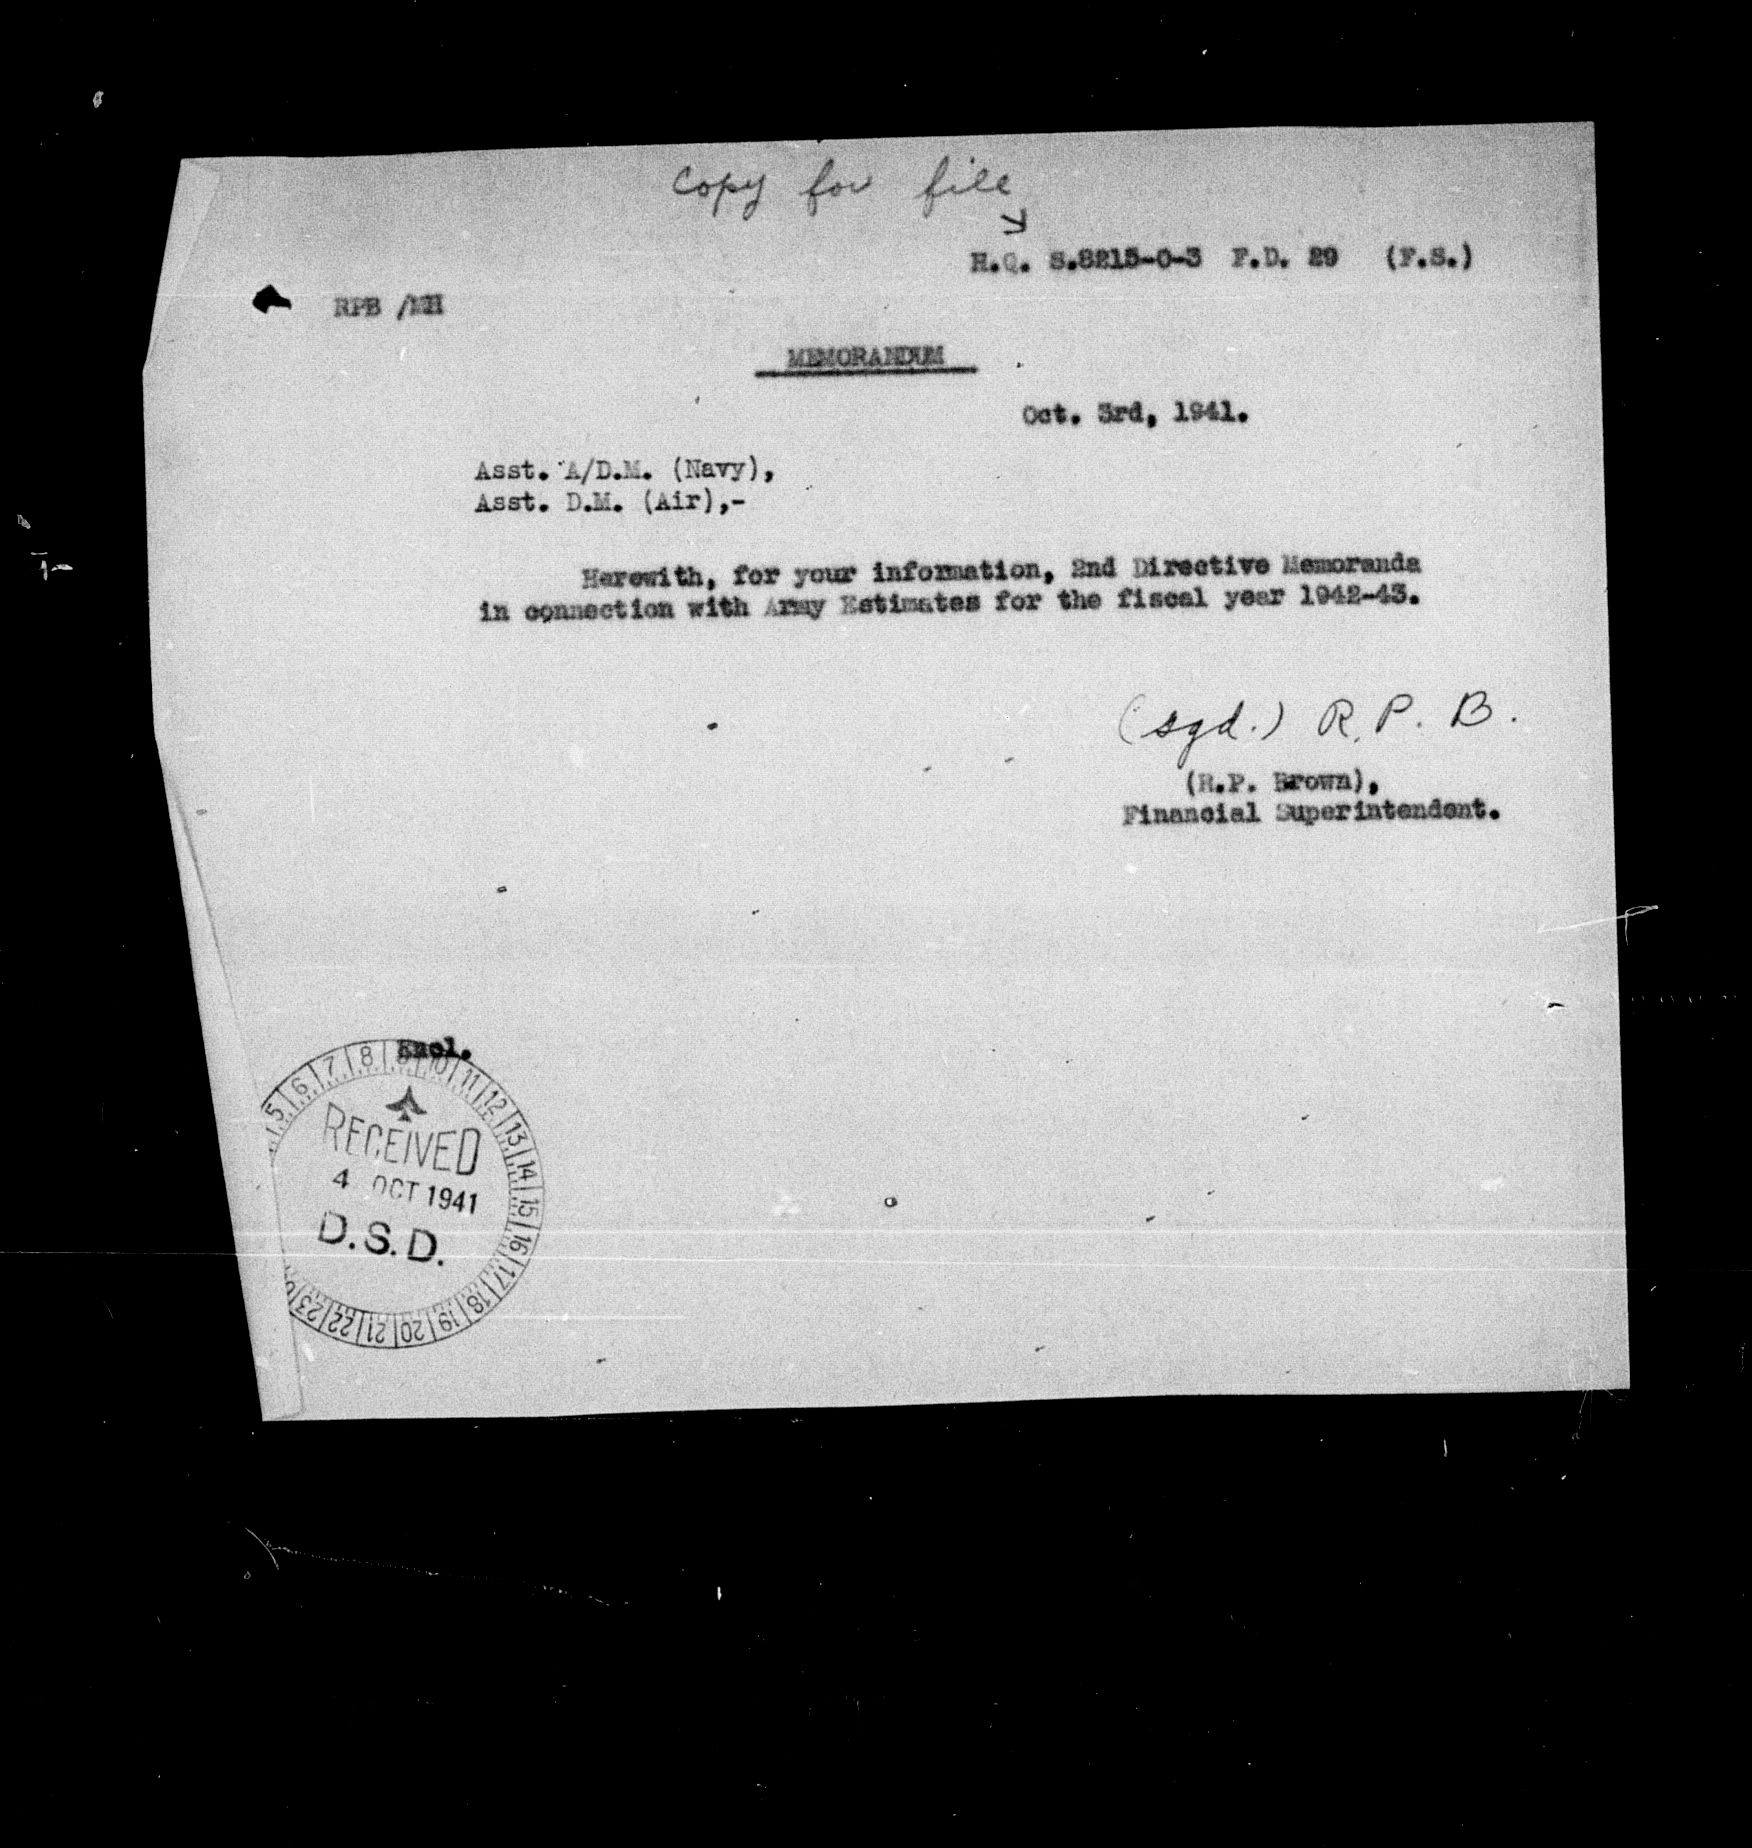 Copy for file
H.Q. S.8215-0-3 F.D. 29 (F.S.)
RPB /MH
MEMORANDUM
Oct. 3rd, 1941.
Asst. A/D.M. (Navy),
Asst. D.M. (Air),-
Herewith, for your information, 2nd Directive Memoranda
in connection with Army Estimates for the fiscal year 1942-43.
(sgd.) R.P. B.
(R.P. Brown),
Financial Superintendent.
Encl.
5 6 7 8 9 10 11 12 13 14 15 16 17 18 19 20 21 22 23
RECEIVED
4 OCT 1941
D.S.D.